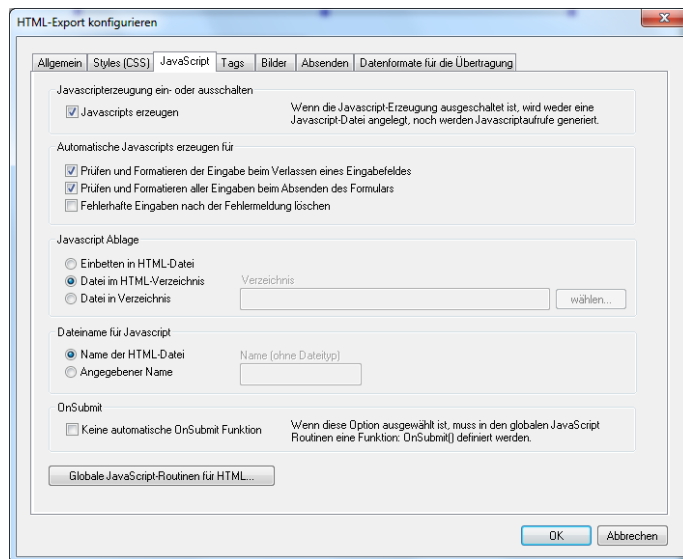 HTML-Export konfigurieren
Allgemein
Styles (CSS)
JavaScript
Tags
Bilder
Absenden
Datenformate für die Übertragung
Javascripterzeugung ein- oder ausschalten
Javascripts erzeugen
Wenn die Javascript-Erzeugung ausgeschaltet ist, wird weder eine
Javascript-Datei angelegt, noch werden Javascriptaufrufe generiert.
Automatische Javascripts erzeugen für
Prüfen und Formatieren der Eingabe beim Verlassen eines Eingabefeldes
Prüfen und Formatieren aller Eingaben beim Absenden des Formulars
Fehlerhafte Eingaben nach der Fehlermeldung löschen
Javascript Ablage
Einbetten in HTML-Datei
Datei im HTML-Verzeichnis
Verzeichnis
Datei in Verzeichnis
wählen...
Dateiname für Javascript
Name der HTML-Datei
Name (ohne Dateityp)
Angegebener Name
OnSubmit
Keine automatische OnSubmit Funktion
Wenn diese Option ausgewählt ist, muss in den globalen JavaScript
Routinen eine Funktion: OnSubmit() definiert werden.
Globale JavaScript-Routinen für HTML...
OK
Abbrechen